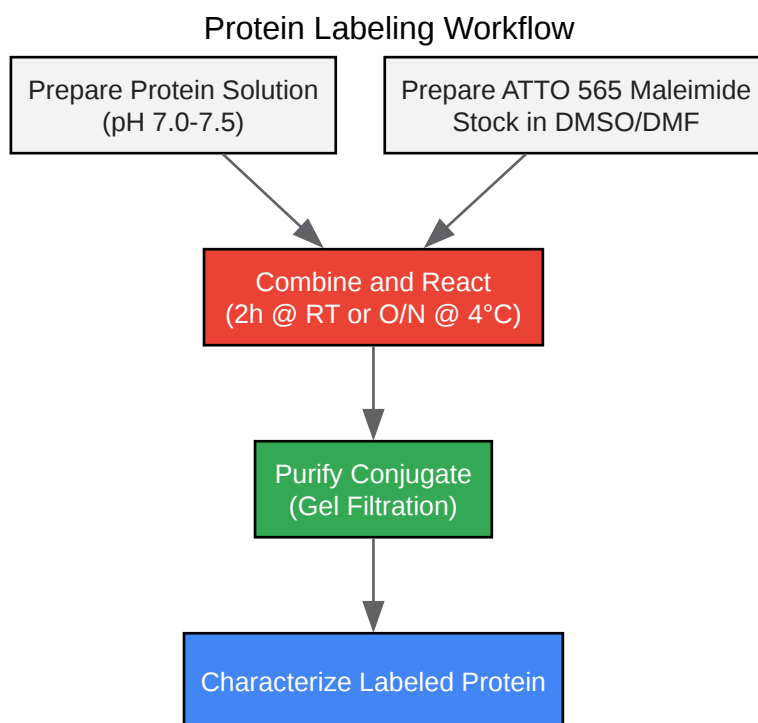 Protein Labeling Workflow
Prepare Protein Solution
(pH 7.0-7.5)
Prepare ATTO 565 Maleimide
Stock in DMSO/DMF
Combine and React
(2h @ RT or O/N @ 4°C)
Purify Conjugate
(Gel Filtration)
Characterize Labeled Protein